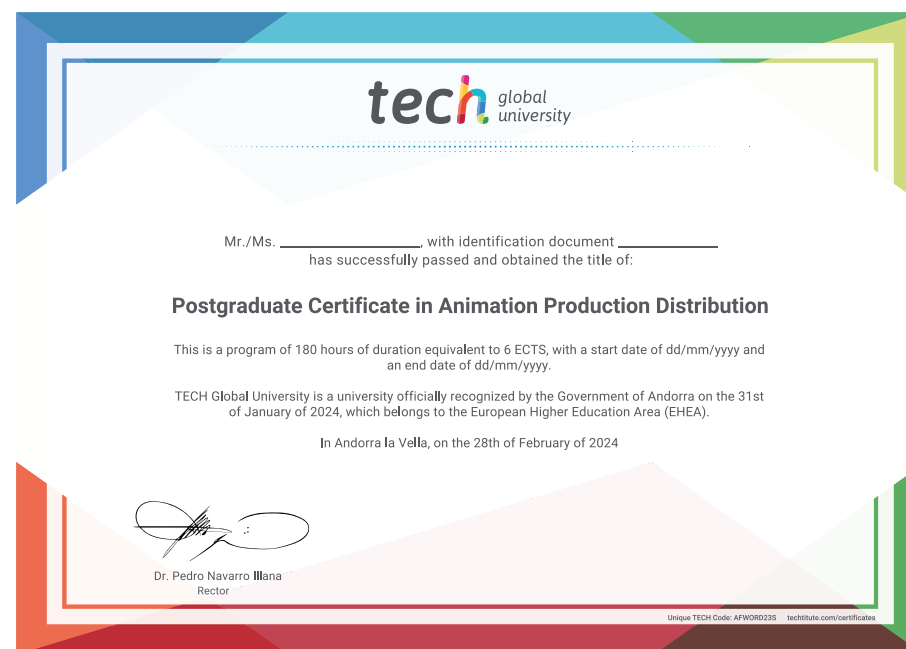 tech global
university
Mr./Ms. ____________________, with identification document ______________
has successfully passed and obtained the title of:
Postgraduate Certificate in Animation Production Distribution
This is a program of 180 hours of duration equivalent to 6 ECTS, with a start date of dd/mm/yyyy and
an end date of dd/mm/yyyy.
TECH Global University is a university officially recognized by the Government of Andorra on the 31st
of January of 2024, which belongs to the European Higher Education Area (EHEA).
In Andorra la Vella, on the 28th of February of 2024
Dr. Pedro Navarro Illana
Rector
Unique TECH Code: AFWORD23S techtitute.com/certificates